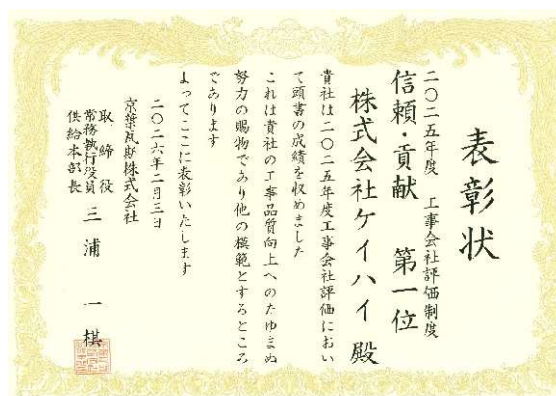 表彰状
二〇二五年度 工事会社評価制度
信頼・貢献 第一位
株式会社ケイハイ 殿
貴社は二〇二五年度工事会社評価におい
て頭書の成績を収めました
これは貴社の工事品質向上へのたゆまぬ
努力の賜物であり他の模範とするところ
であります
よってここに表彰いたします
二〇二六年二月三日
京葉瓦斯株式会社
取締役
常務執行役員
供給本部長
三浦 一棋